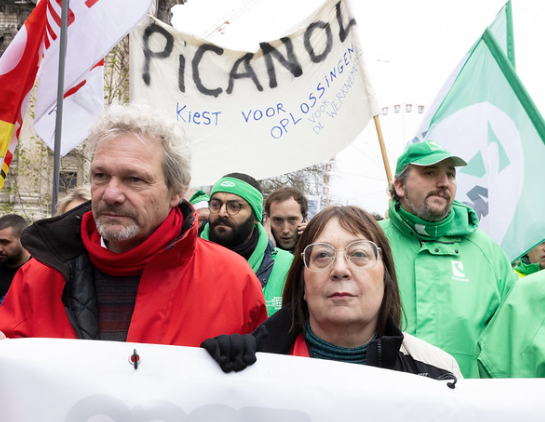 PiCANOL
Kiest voor oplossingen
voor
de werknemers